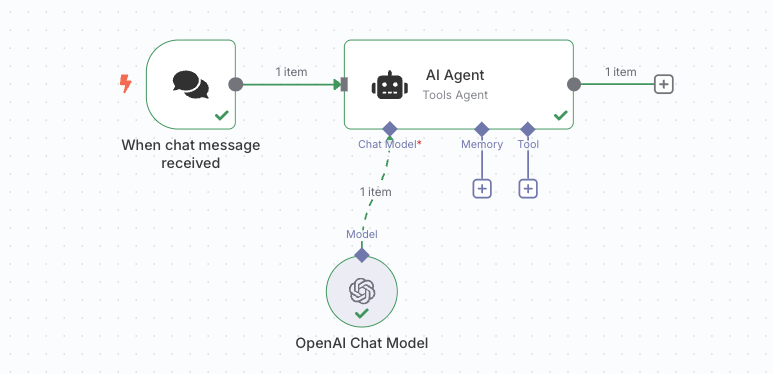 1 item
AI Agent
Tools Agent
1 item
When chat message
received
Chat Model*
Memory
Tool
1 item
Model
OpenAI Chat Model